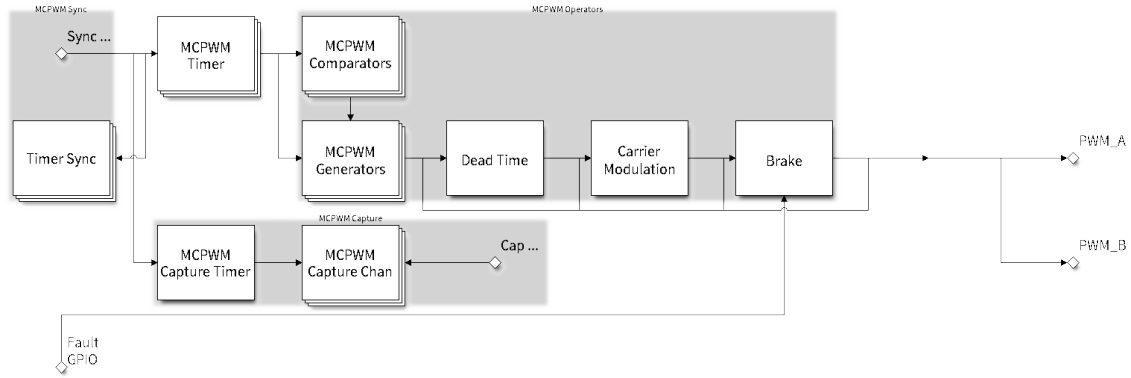 MCPWM Sync
MCPWM Operators
Sync ...
MCPWM
Timer
MCPWM
Comparators
Timer Sync
MCPWM
Generators
Dead Time
Carrier
Modulation
Brake
PWM_A
MCPWM Capture
MCPWM
Capture Timer
MCPWM
Capture Chan
Cap ...
PWM_B
Fault
GPIO